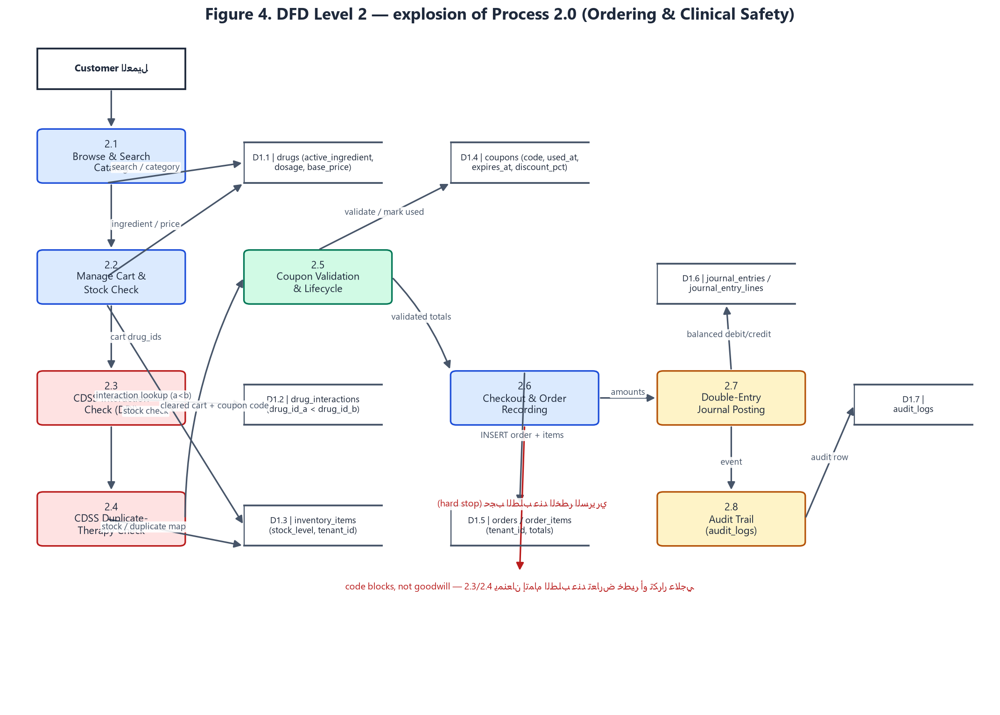 Figure 4. DFD Level 2 — explosion of Process 2.0 (Ordering & Clinical Safety)
Customer العميل
2.1
Browse & Search
Catalog
search / category
D1.1 | drugs (active_ingredient,
dosage, base_price)
D1.4 | coupons (code, used_at,
expires_at, discount_pct)
validate / mark used
ingredient / price
2.2
Manage Cart &
Stock Check
2.5
Coupon Validation
& Lifecycle
D1.6 | journal_entries /
journal_entry_lines
validated totals
cart drug_ids
balanced debit/credit
2.3
CDSS Interaction
Check
interaction lookup (a<b)
stock check
cleared cart + coupon code
D1.2 | drug_interactions
(drug_id_a < drug_id_b)
2.6
Checkout & Order
Recording
amounts
2.7
Double-Entry
Journal Posting
D1.7 |
audit_logs
INSERT order + items
event
audit row
2.4
CDSS Duplicate-
Therapy Check
stock / duplicate map
D1.3 | inventory_items
(stock_level, tenant_id)
(hard stop) حجب الطلب عند الخطر السريري
D1.5 | orders / order_items
(tenant_id, totals)
2.8
Audit Trail
(audit_logs)
code blocks, not goodwill — 2.3/2.4 يمنعان إتمام الطلب عند تعارض خطير أو تكرار علاجي